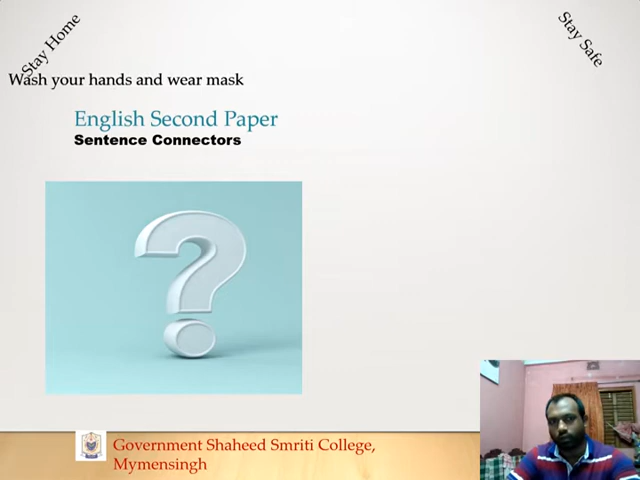 Stay Home
Stay Safe
Wash your hands and wear mask
English Second Paper
Sentence Connectors
Government Shaheed Smriti College,
Mymensingh